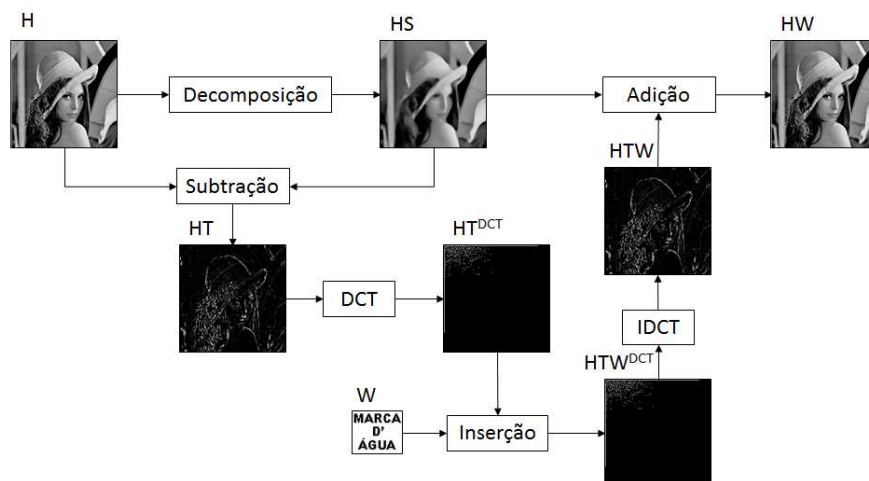 H
HS
HW
Decomposição
Adição
HTW
Subtração
HT
HT^DCT
DCT
IDCT
HTW^DCT
W
MARCA
D'
ÁGUA
Inserção